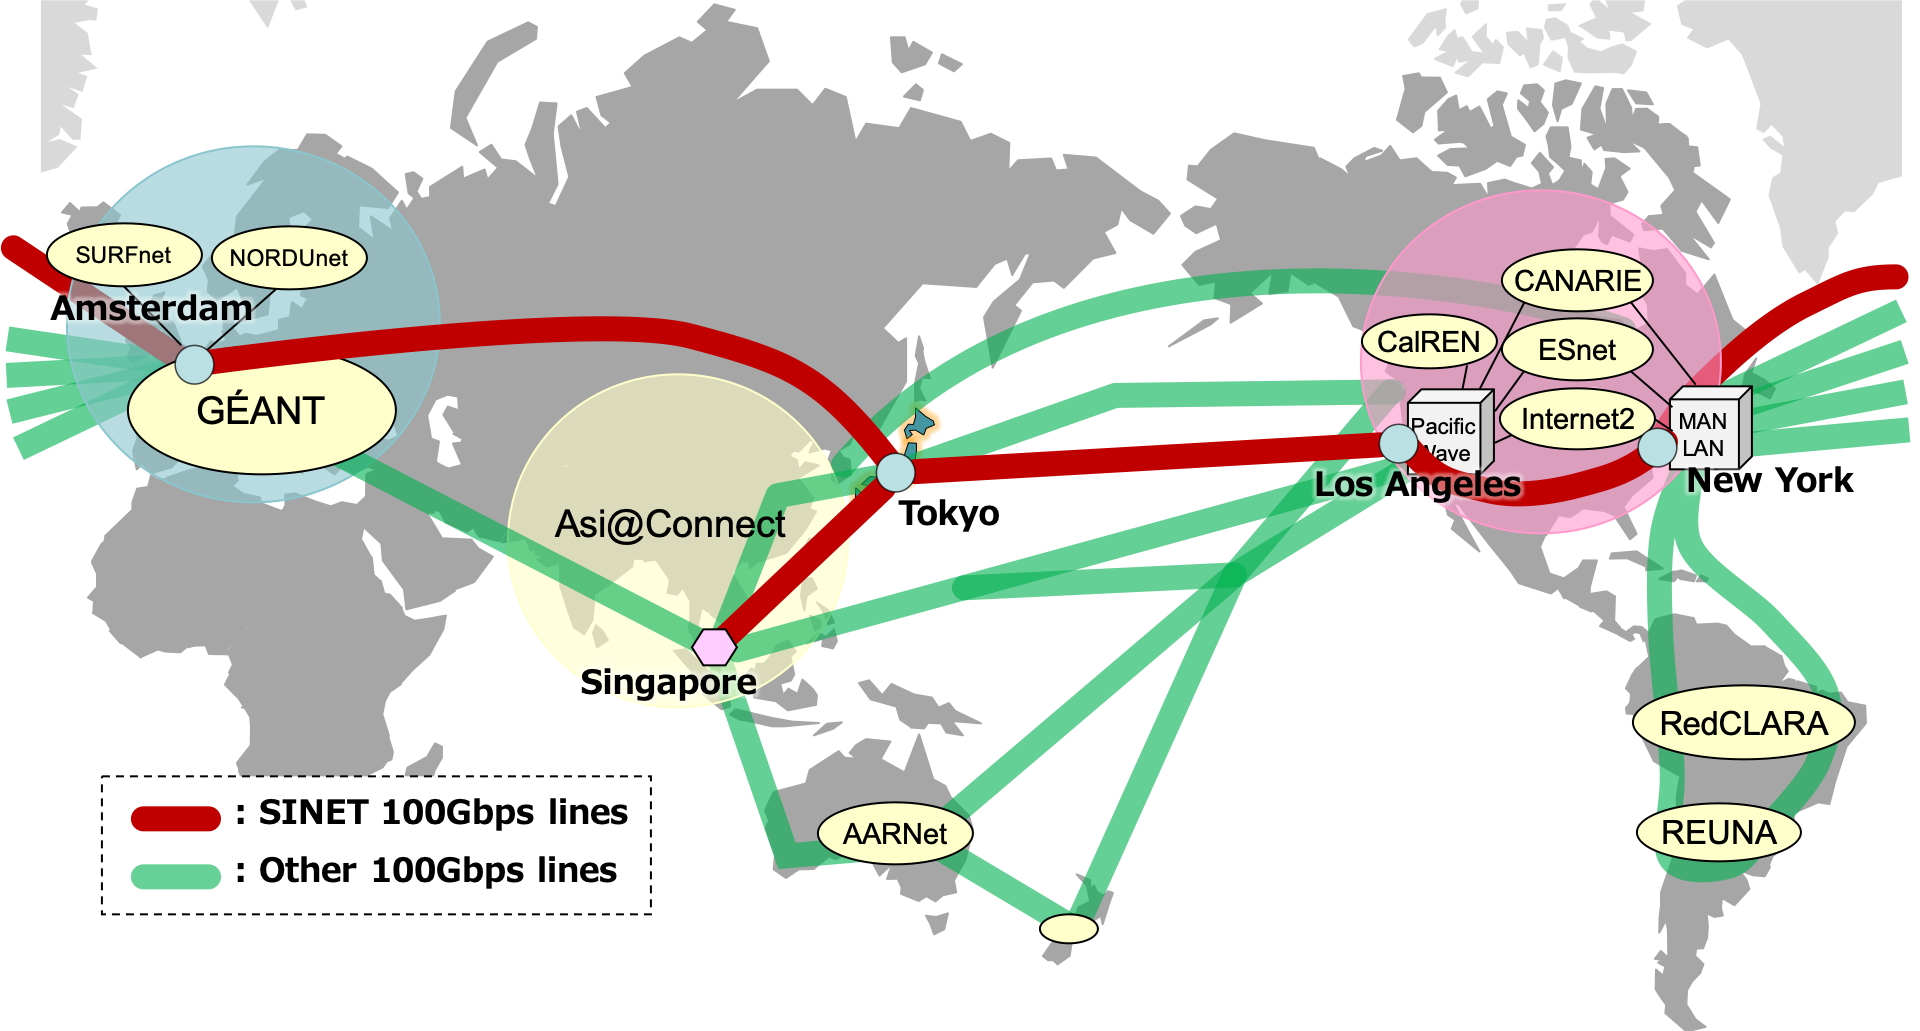 SURFnet
NORDUnet
Amsterdam
GÉANT
Asi@Connect
Tokyo
Singapore
CANARIE
CalREN
ESnet
Internet2
Pacific
Wave
MAN
LAN
Los Angeles
New York
RedCLARA
REUNA
AARNet
: SINET 100Gbps lines
: Other 100Gbps lines